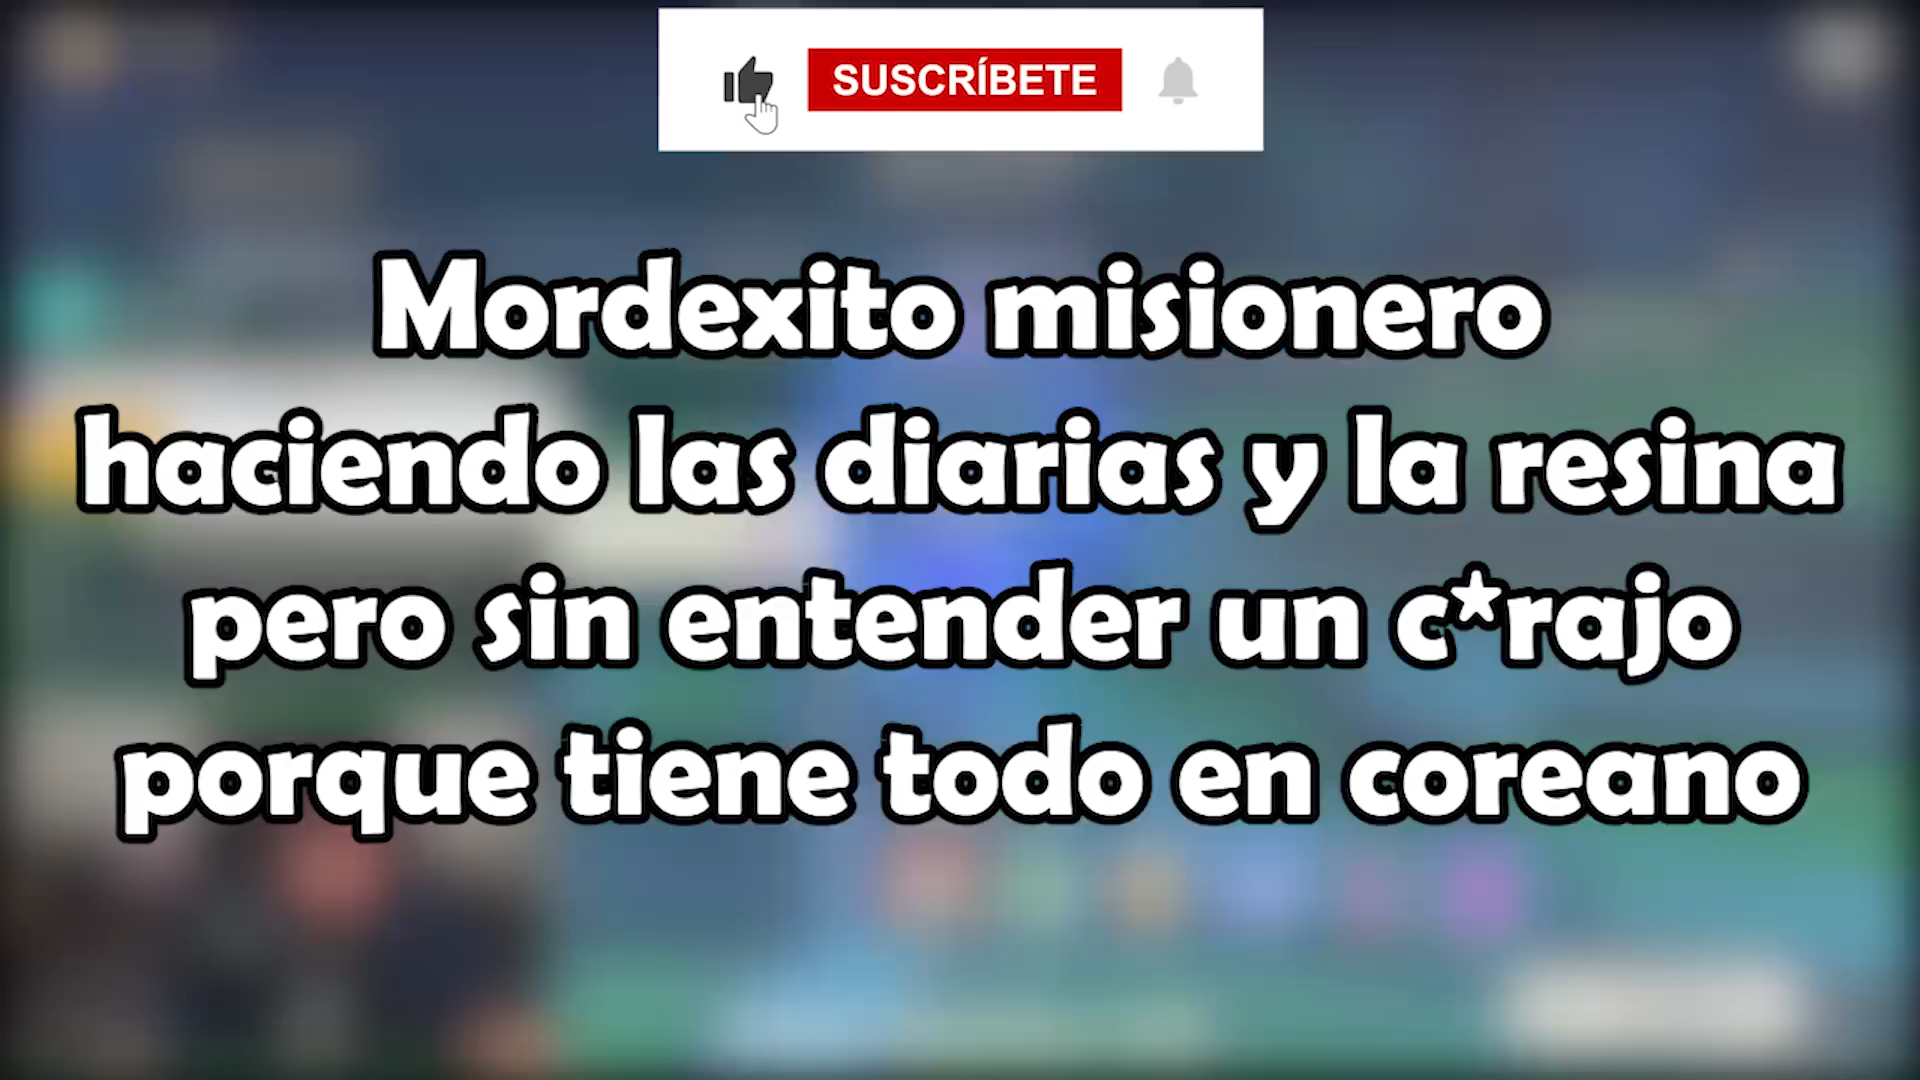 SUSCRÍBETE
Mordexito misionero
haciendo las diarias y la resina
pero sin entender un c*rajo
porque tiene todo en coreano